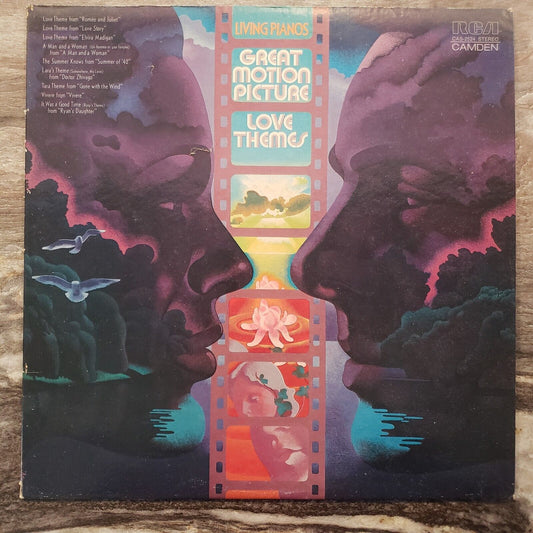 Love Theme from "Romeo and Juliet"
Love Theme from "Love Story"
Love Theme from "Elvira Madigan"
A Man and a Woman (Un Homme et une Femme)
from "A Man and a Woman"
The Summer Knows from "Summer of '42"
Lara's Theme (Somewhere, My Love)
from "Doctor Zhivago"
Tara Theme from "Gone with the Wind"
Vivere from "Vivere"
It Was a Good Time (Rosy's Theme)
from "Ryan's Daughter"
LIVING PIANOS
GREAT
MOTION
PICTURE
LOVE
THEMES
RCA
STEREO
CAMDEN